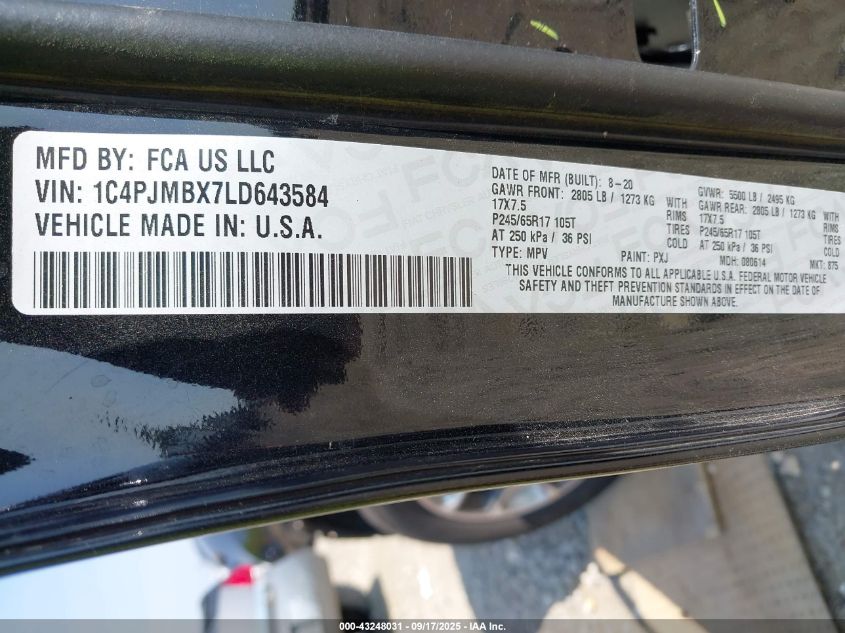 MFD BY: FCA US LLC
VIN: 1C4PJMBX7LD643584
VEHICLE MADE IN: U.S.A.
DATE OF MFR (BUILT): 8-20 GVWR: 5500 LB / 2495 KG
GAWR FRONT: 2805 LB / 1273 KG WITH GAWR REAR: 2805 LB / 1273 KG WITH
17X7.5 RIMS 17X7.5 RIMS
P245/65R17 105T TIRES P245/65R17 105T TIRES
AT 250 kPa / 36 PSI COLD AT 250 kPa / 36 PSI COLD
TYPE: MPV PAINT: PXJ MDH: 080614 MKT: 875
THIS VEHICLE CONFORMS TO ALL APPLICABLE U.S.A. FEDERAL MOTOR VEHICLE
SAFETY AND THEFT PREVENTION STANDARDS IN EFFECT ON THE DATE OF
MANUFACTURE SHOWN ABOVE.
000-43248031 - 09/17/2025 - IAA Inc.